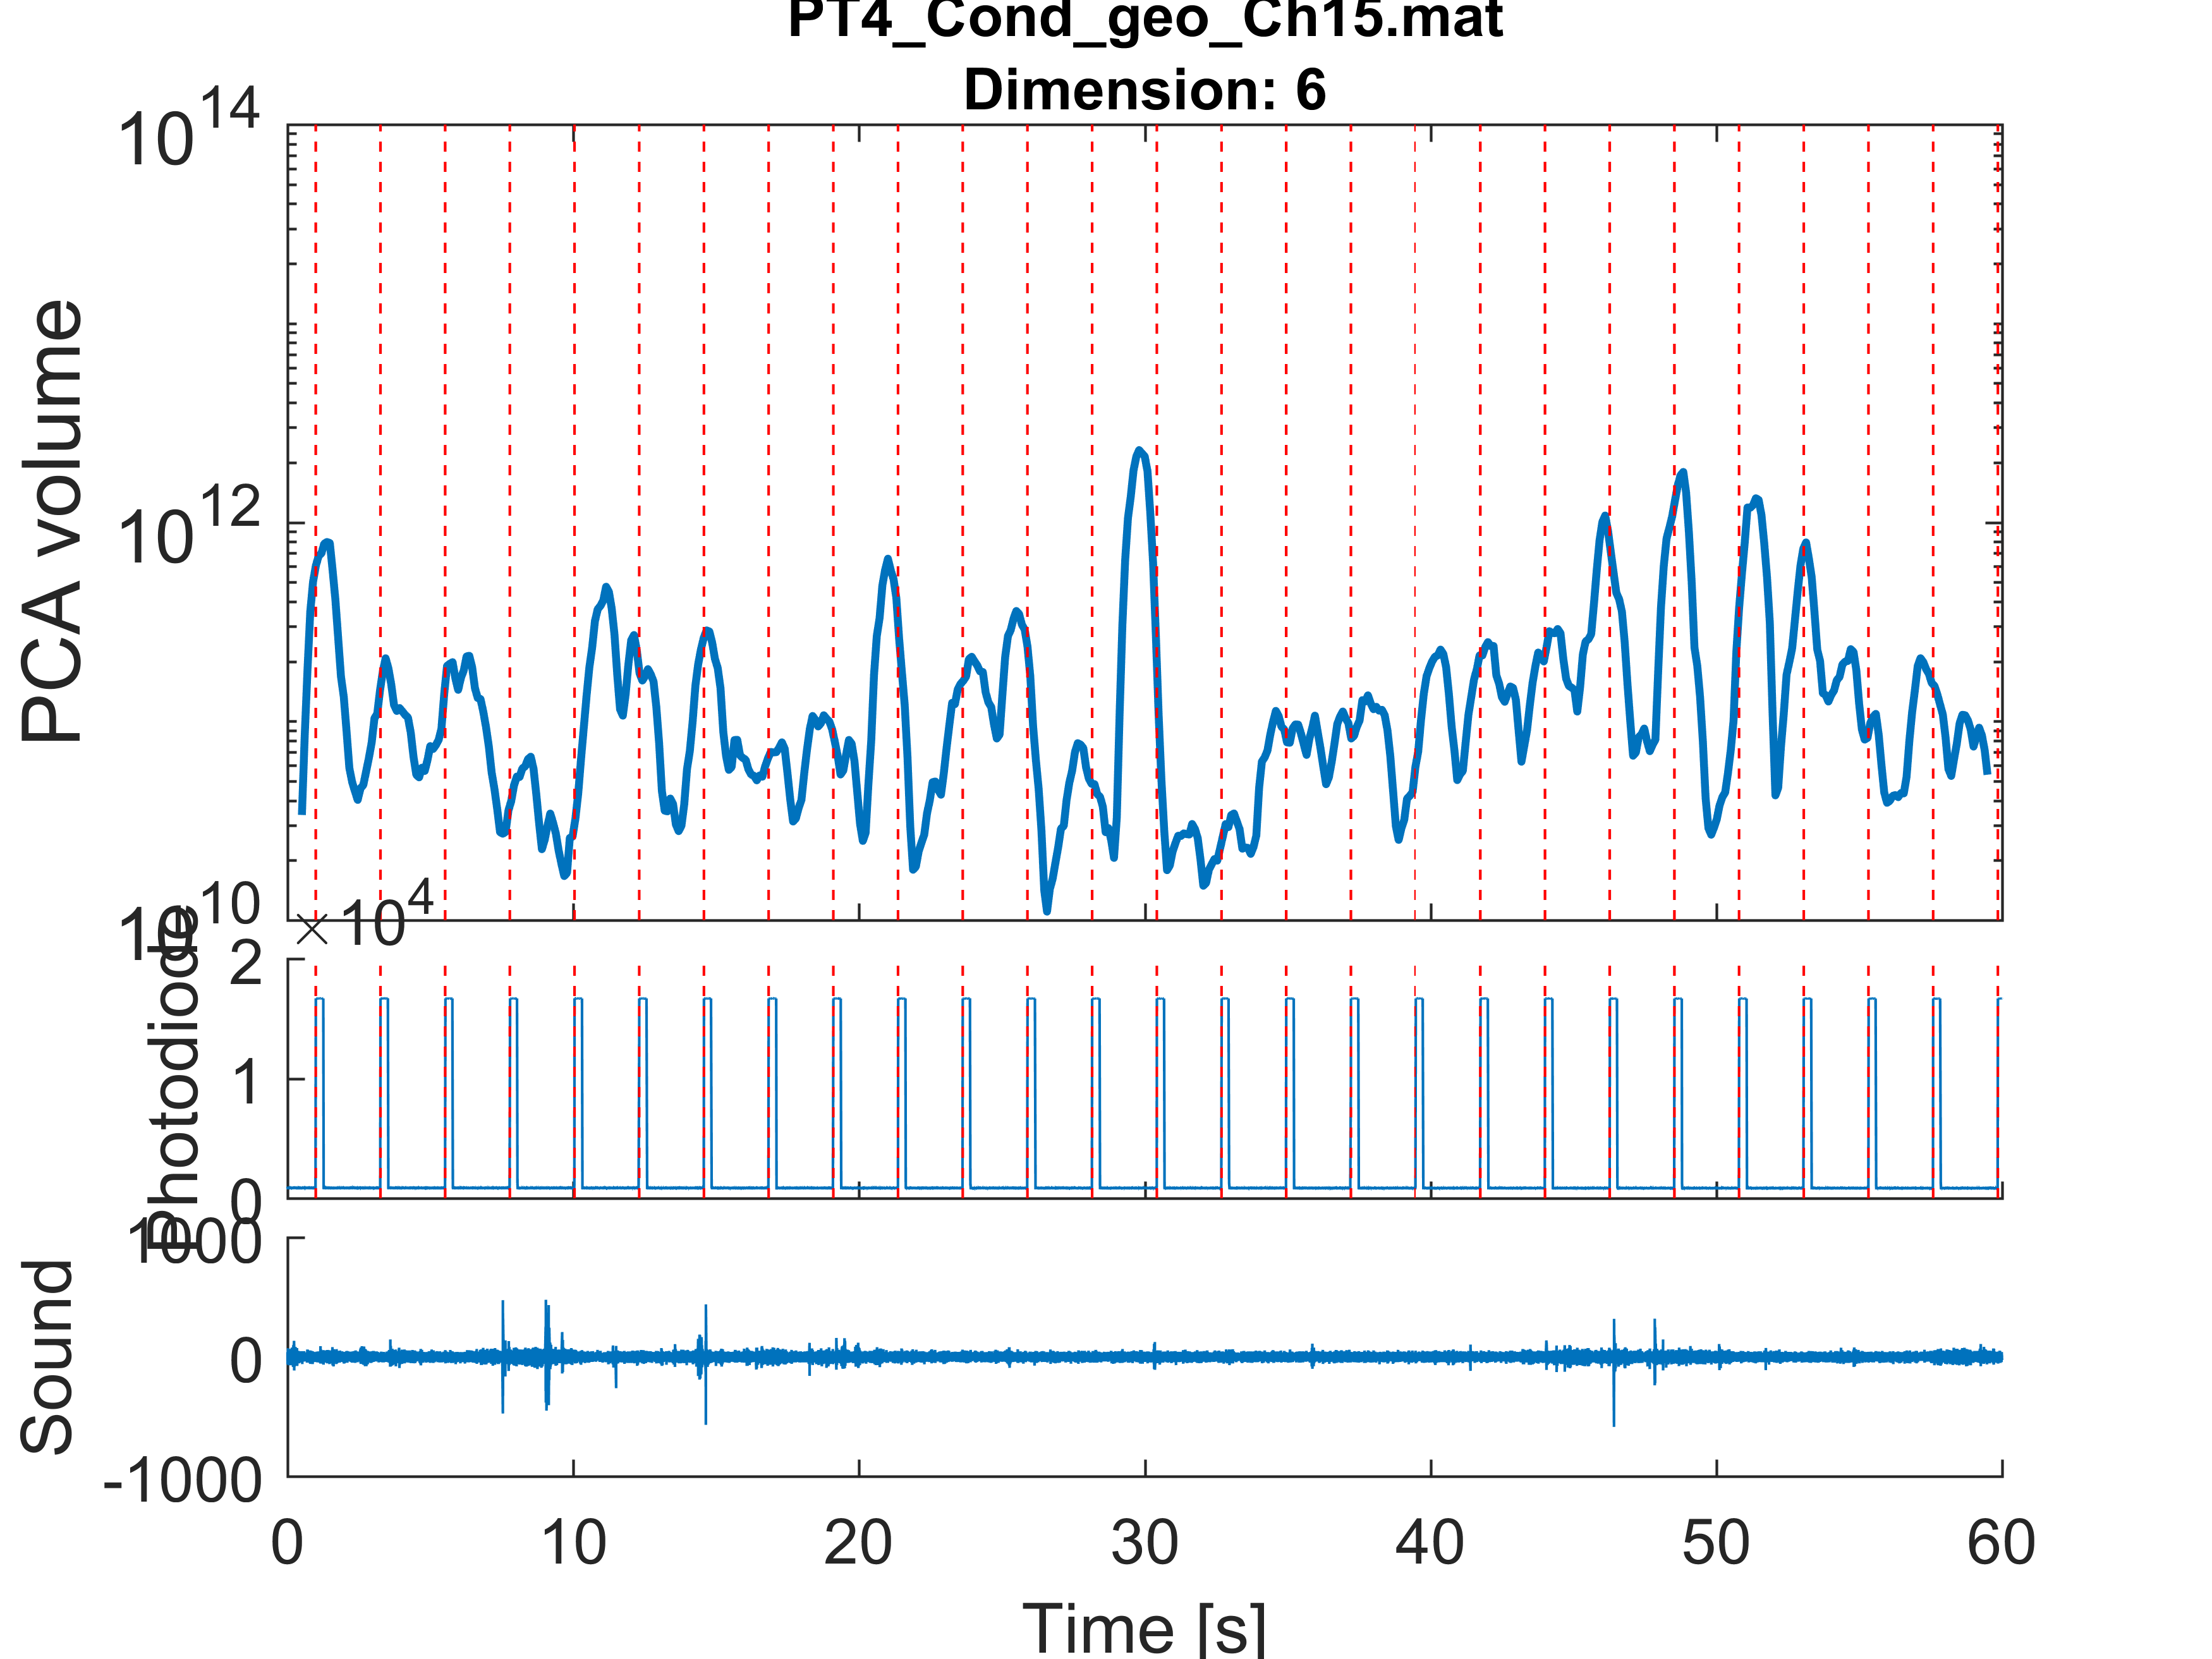 PT4_Cond_geo_Ch15.mat
Dimension: 6
10^14
10^12
10^10
PCA volume
×10^4
2
1
0
Photodiode
1000
0
-1000
Sound
0 10 20 30 40 50 60
Time [s]